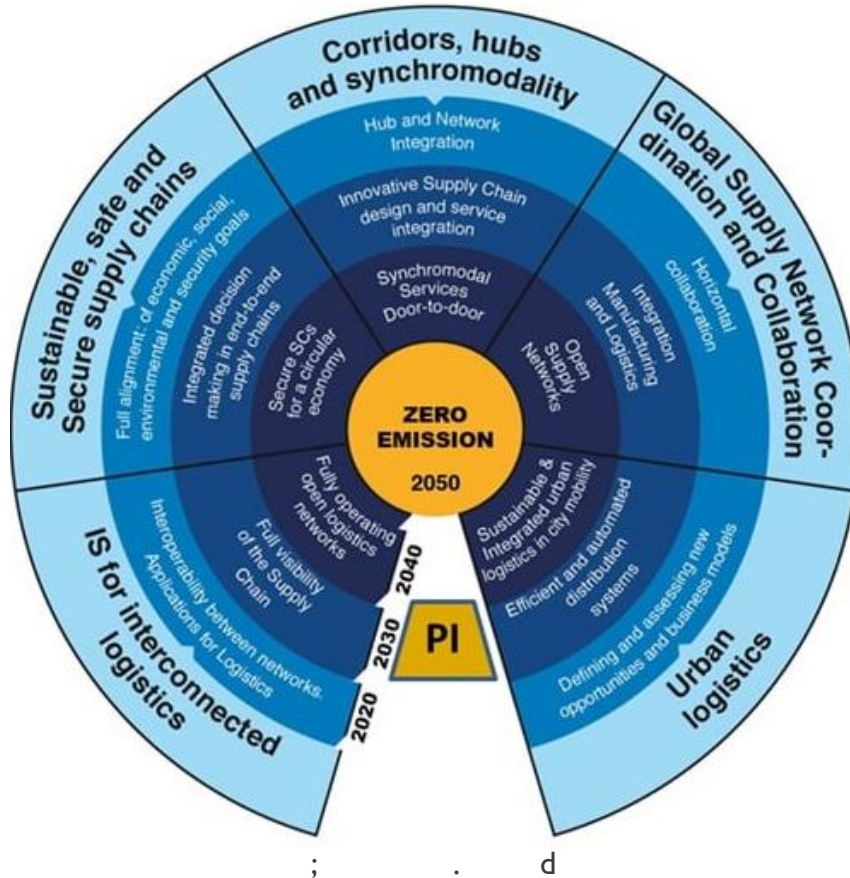 Corridors, hubs
and synchromodality
Hub and Network
Integration
Innovative Supply Chain
design and service
integration
Synchromodal
Services
Door-to-door
Global Supply Network Coor-
dination and Collaboration
Horizontal
collaboration
Integration
Manufacturing
and Logistics
Open
Supply
Networks
Urban
logistics
Defining and assessing new
opportunities and business models
Efficient and automated
distribution
systems
Sustainable &
Integrated urban
logistics in city mobility
IS for interconnected
logistics
Interoperability between networks.
Applications for Logistics
Full visibility
of the Supply
Chain
Fully operating
open logistics
networks
Sustainable, safe and
Secure supply chains
Full alignment: of economic, social,
environmental and security goals
Integrated decision
making in end-to-end
supply chains
Secure SCs
for a circular
economy
ZERO
EMISSION
2050
2040
2030
2020
PI
; . d